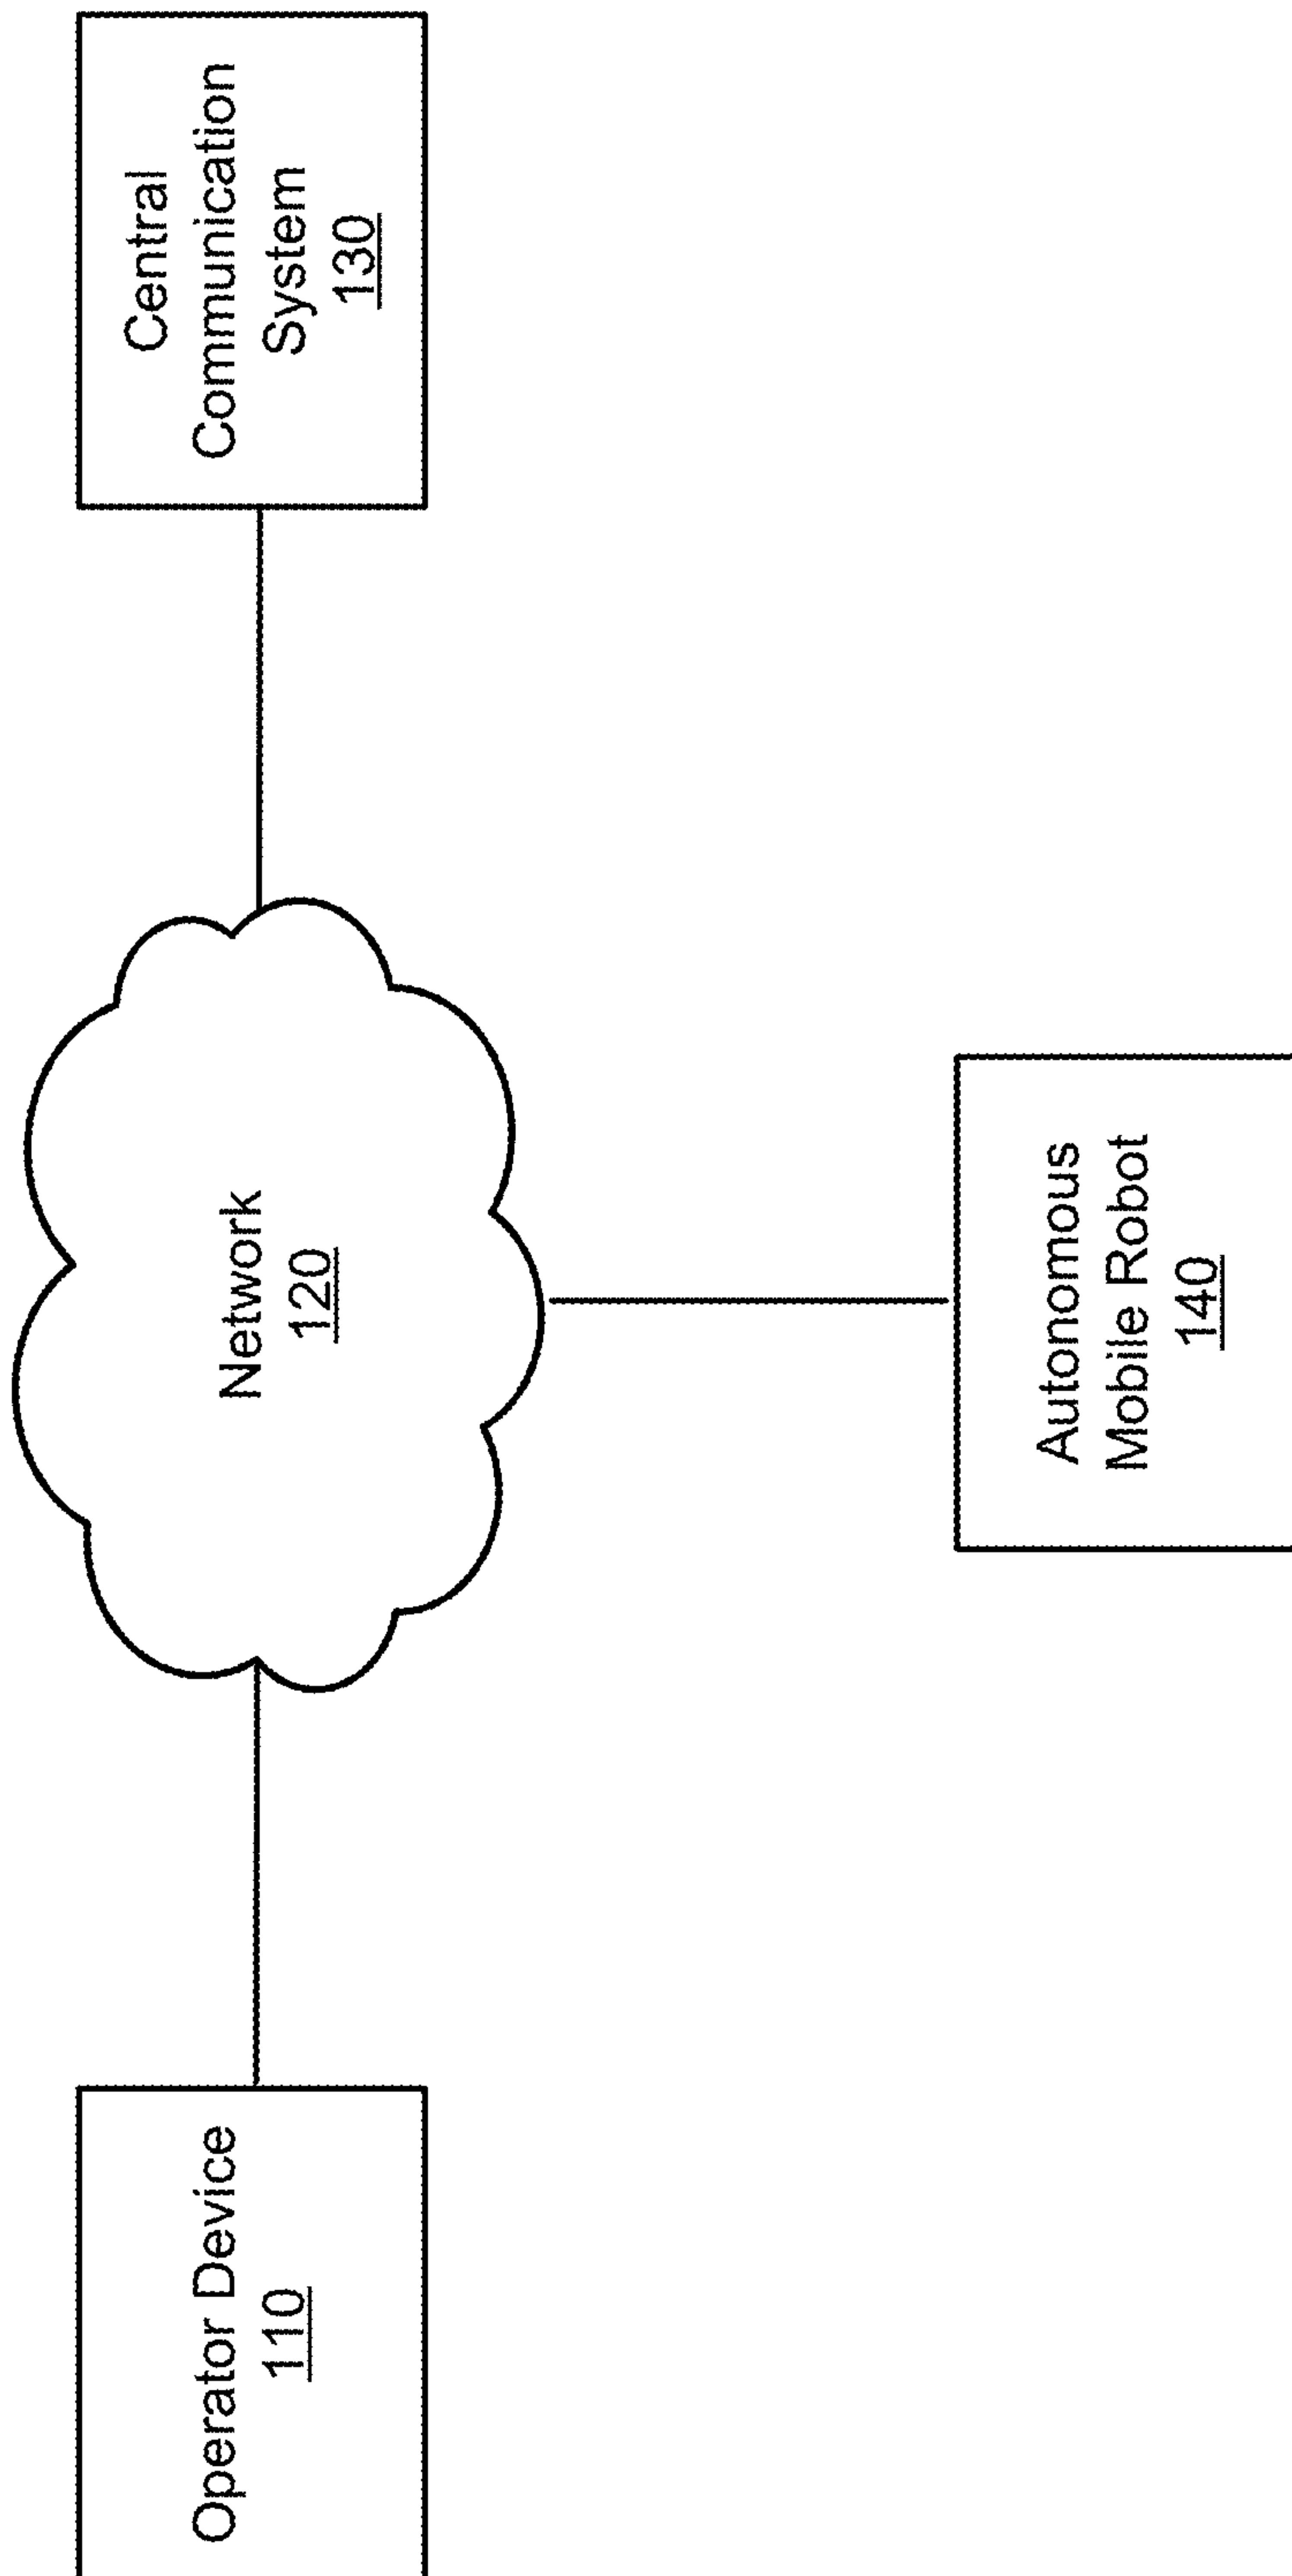 Operator Device
110
Network
120
Central
Communication
System
130
Autonomous
Mobile Robot
140